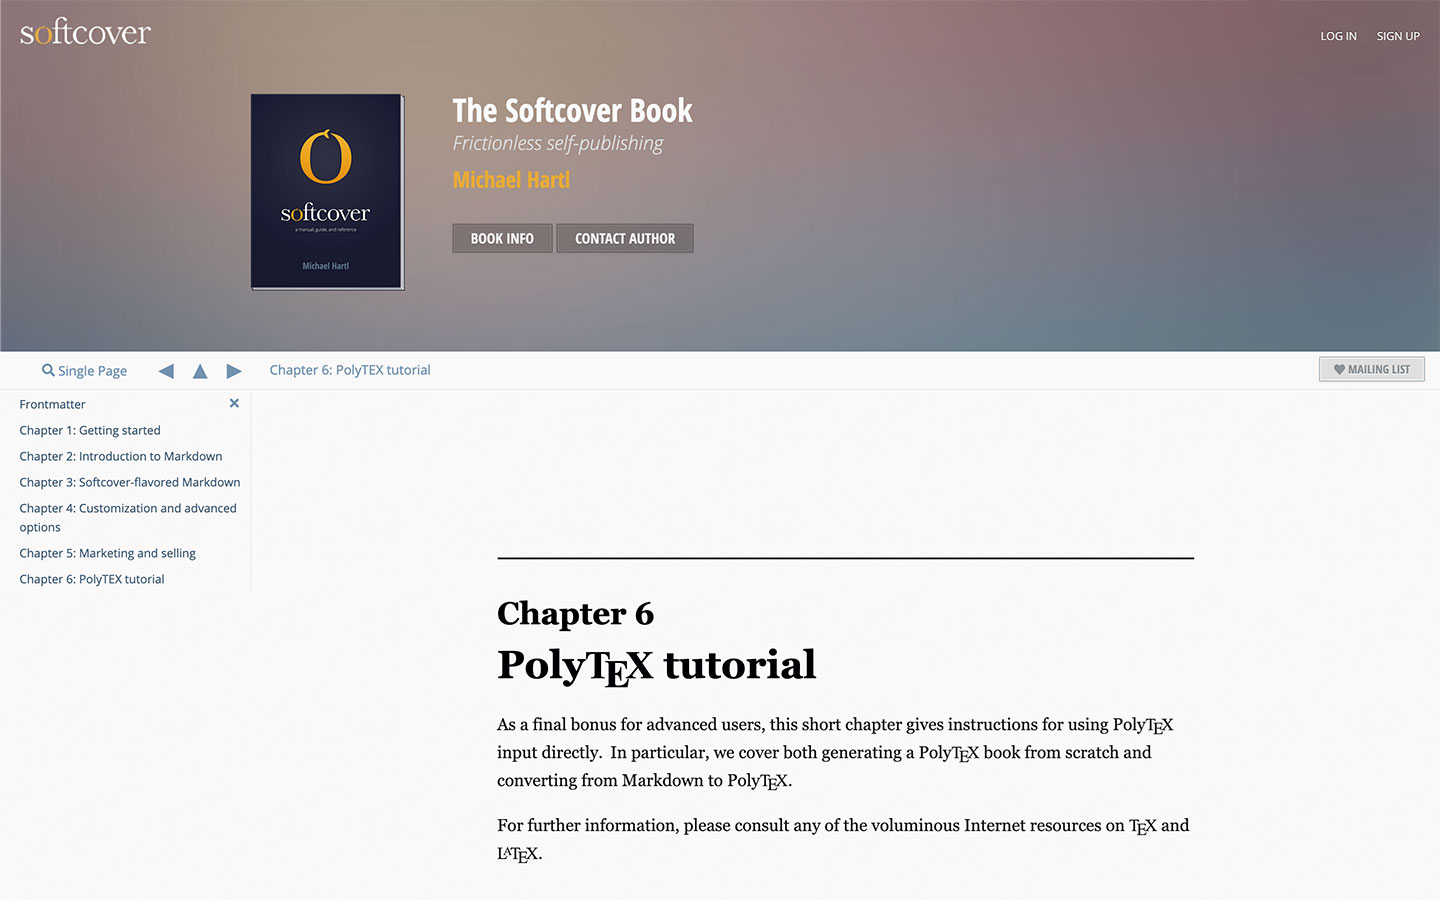 softcover
LOG IN
SIGN UP
softcover
a manual, guide, and reference
Michael Hartl
The Softcover Book
Frictionless self-publishing
Michael Hartl
BOOK INFO
CONTACT AUTHOR
Single Page
Chapter 6: PolyTEX tutorial
MAILING LIST
Frontmatter
Chapter 1: Getting started
Chapter 2: Introduction to Markdown
Chapter 3: Softcover-flavored Markdown
Chapter 4: Customization and advanced
options
Chapter 5: Marketing and selling
Chapter 6: PolyTEX tutorial
Chapter 6
PolyTEX tutorial
As a final bonus for advanced users, this short chapter gives instructions for using PolyTEX
input directly. In particular, we cover both generating a PolyTEX book from scratch and
converting from Markdown to PolyTEX.
For further information, please consult any of the voluminous Internet resources on TEX and
LATEX.